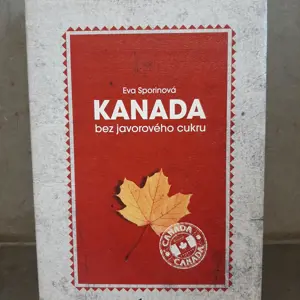 Eva Sporinová
KANADA
bez javorového cukru
CANADA
CANADA